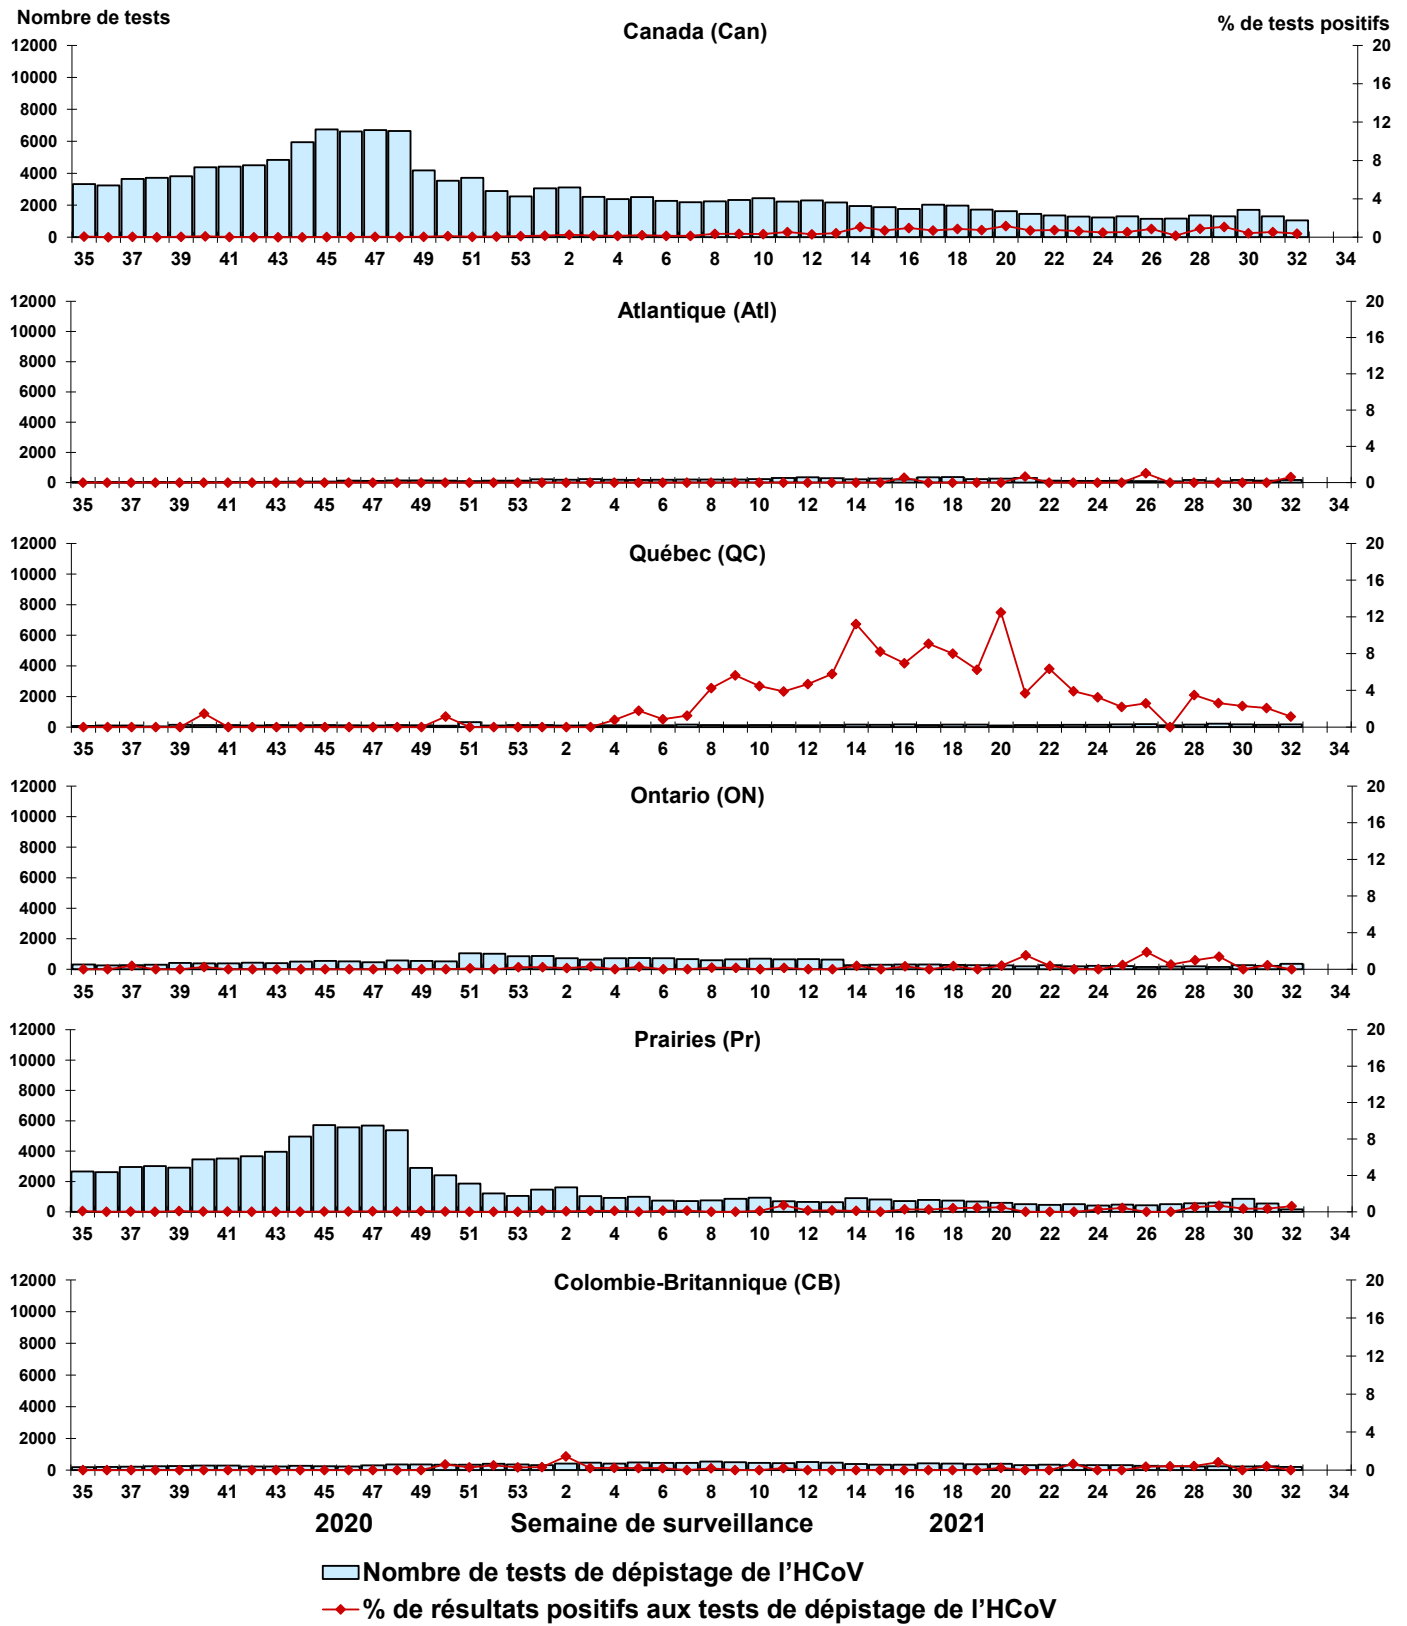 Nombre de tests
Canada (Can)
% de tests positifs
12000 10000 8000 6000 4000 2000 0
20 16 12 8 4 0
35 37 39 41 43 45 47 49 51 53 2 4 6 8 10 12 14 16 18 20 22 24 26 28 30 32 34
Atlantique (Atl)
12000 10000 8000 6000 4000 2000 0
20 16 12 8 4 0
35 37 39 41 43 45 47 49 51 53 2 4 6 8 10 12 14 16 18 20 22 24 26 28 30 32 34
Québec (QC)
12000 10000 8000 6000 4000 2000 0
20 16 12 8 4 0
35 37 39 41 43 45 47 49 51 53 2 4 6 8 10 12 14 16 18 20 22 24 26 28 30 32 34
Ontario (ON)
12000 10000 8000 6000 4000 2000 0
20 16 12 8 4 0
35 37 39 41 43 45 47 49 51 53 2 4 6 8 10 12 14 16 18 20 22 24 26 28 30 32 34
Prairies (Pr)
12000 10000 8000 6000 4000 2000 0
20 16 12 8 4 0
35 37 39 41 43 45 47 49 51 53 2 4 6 8 10 12 14 16 18 20 22 24 26 28 30 32 34
Colombie-Britannique (CB)
12000 10000 8000 6000 4000 2000 0
20 16 12 8 4 0
35 37 39 41 43 45 47 49 51 53 2 4 6 8 10 12 14 16 18 20 22 24 26 28 30 32 34
2020 Semaine de surveillance 2021
Nombre de tests de dépistage de l’HCoV
% de résultats positifs aux tests de dépistage de l’HCoV